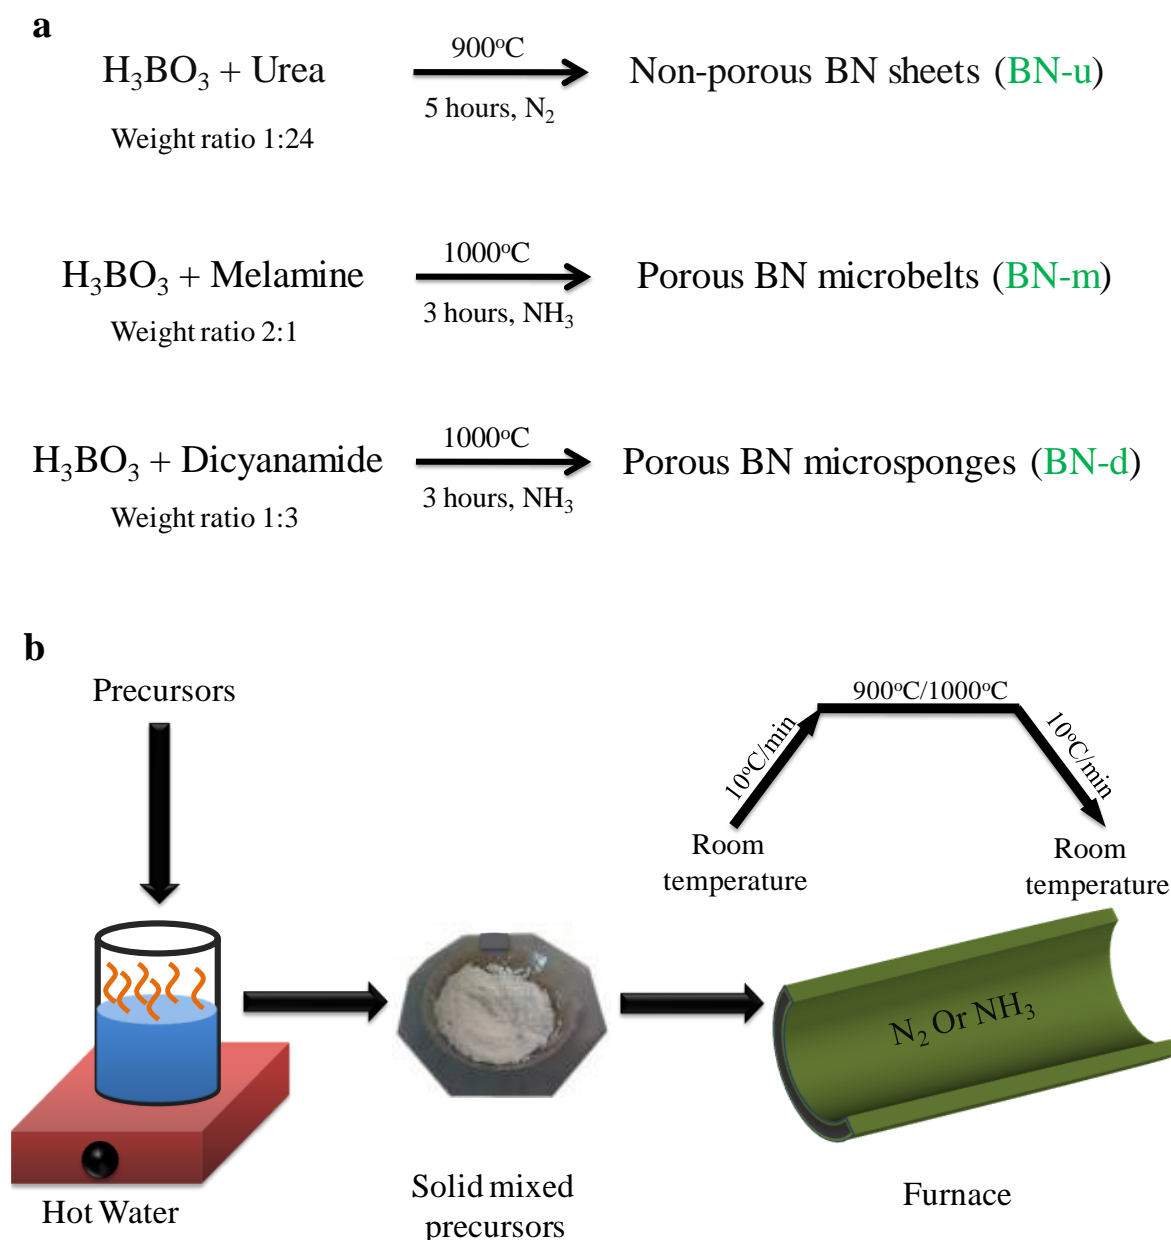 a
H₃BO₃ + Urea
Weight ratio 1:24
900°C
5 hours, N₂
Non-porous BN sheets (BN-u)
H₃BO₃ + Melamine
Weight ratio 2:1
1000°C
3 hours, NH₃
Porous BN microbelts (BN-m)
H₃BO₃ + Dicyanamide
Weight ratio 1:3
1000°C
3 hours, NH₃
Porous BN microsponges (BN-d)
b
Precursors
Hot Water
Solid mixed
precursors
900°C/1000°C
10°C/min
10°C/min
Room
temperature
Room
temperature
N₂ Or NH₃
Furnace